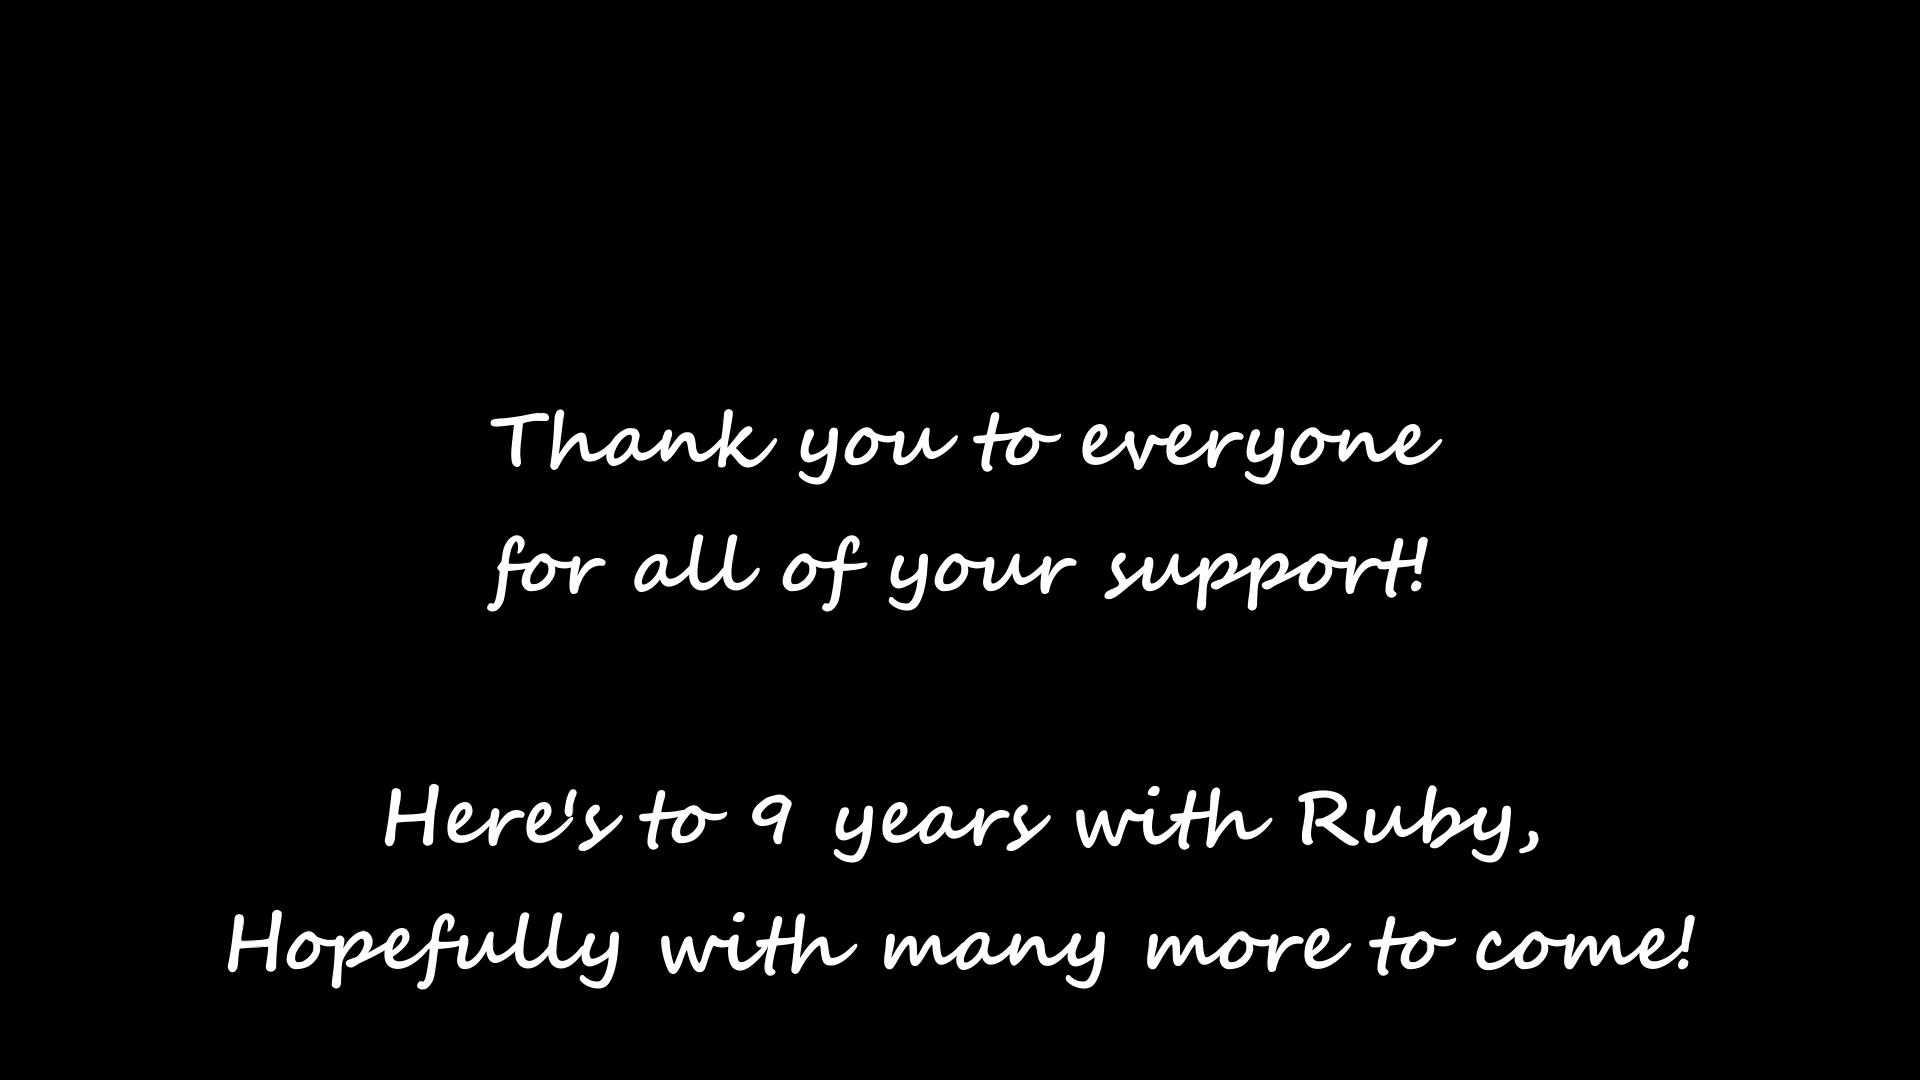 Thank you to everyone
for all of your support!
Here's to 9 years with Ruby,
Hopefully with many more to come!